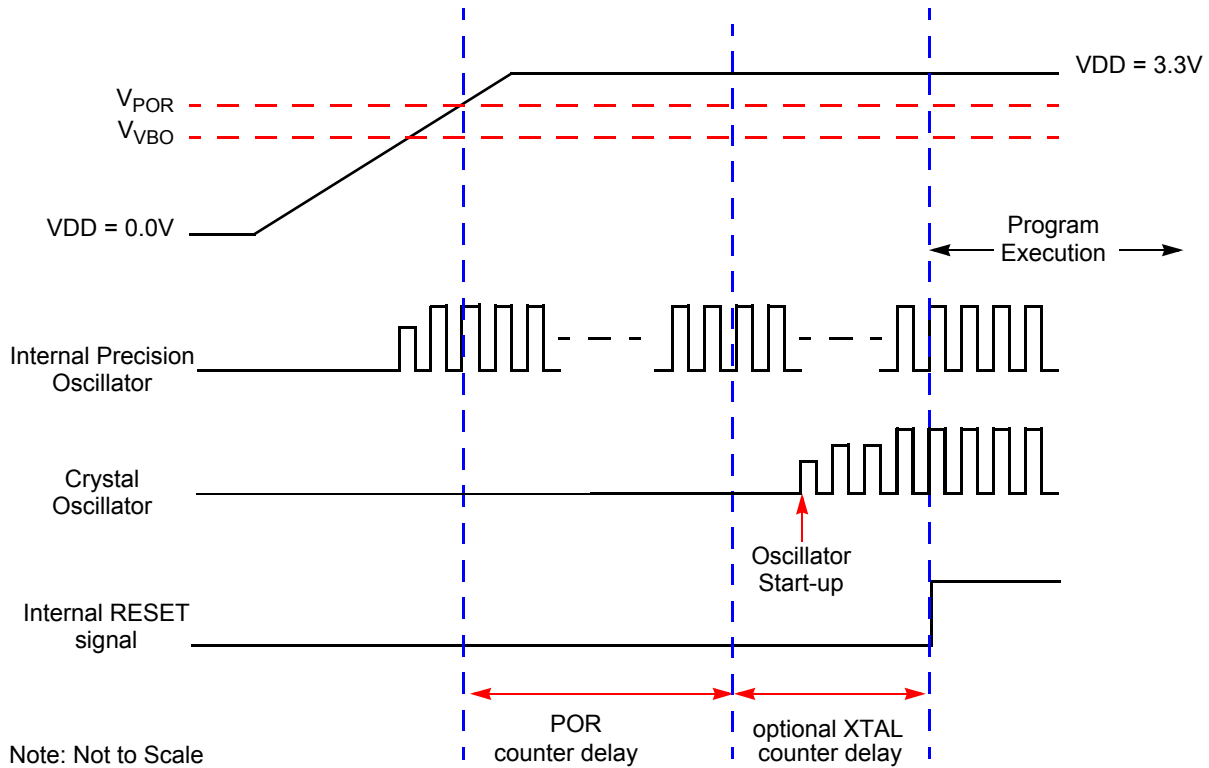 VDD = 3.3V
VPOR
VVBO
VDD = 0.0V
Program
Execution
Internal Precision
Oscillator
Crystal
Oscillator
Oscillator
Start-up
Internal RESET
signal
POR
counter delay
optional XTAL
counter delay
Note: Not to Scale